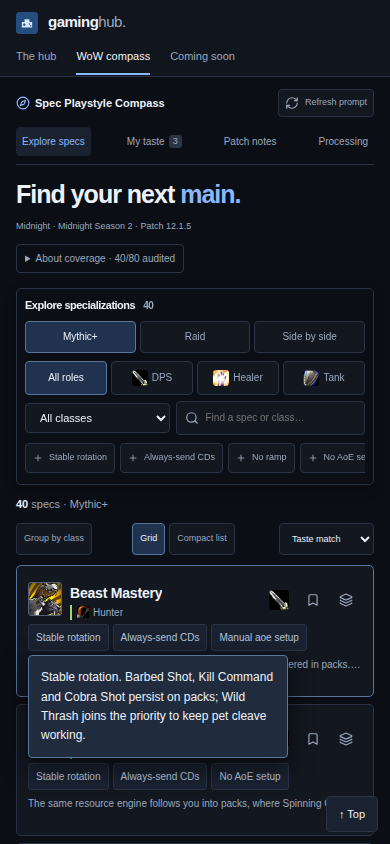 gaminghub.
The hub WoW compass Coming soon
Spec Playstyle Compass Refresh prompt
Explore specs My taste 3 Patch notes Processing
Find your next main.
Midnight · Midnight Season 2 · Patch 12.1.5
About coverage · 40/80 audited
Explore specializations 40
Mythic+ Raid Side by side
All roles DPS Healer Tank
All classes Find a spec or class…
Stable rotation Always-send CDs No ramp No AoE se
40 specs · Mythic+
Group by class Grid Compact list Taste match
Beast Mastery
Hunter
Stable rotation Always-send CDs Manual aoe setup
ered in packs.…
Stable rotation. Barbed Shot, Kill Command
and Cobra Shot persist on packs; Wild
Thrash joins the priority to keep pet cleave
working.
Stable rotation Always-send CDs No AoE setup
The same resource engine follows you into packs, where Spinning
↑ Top